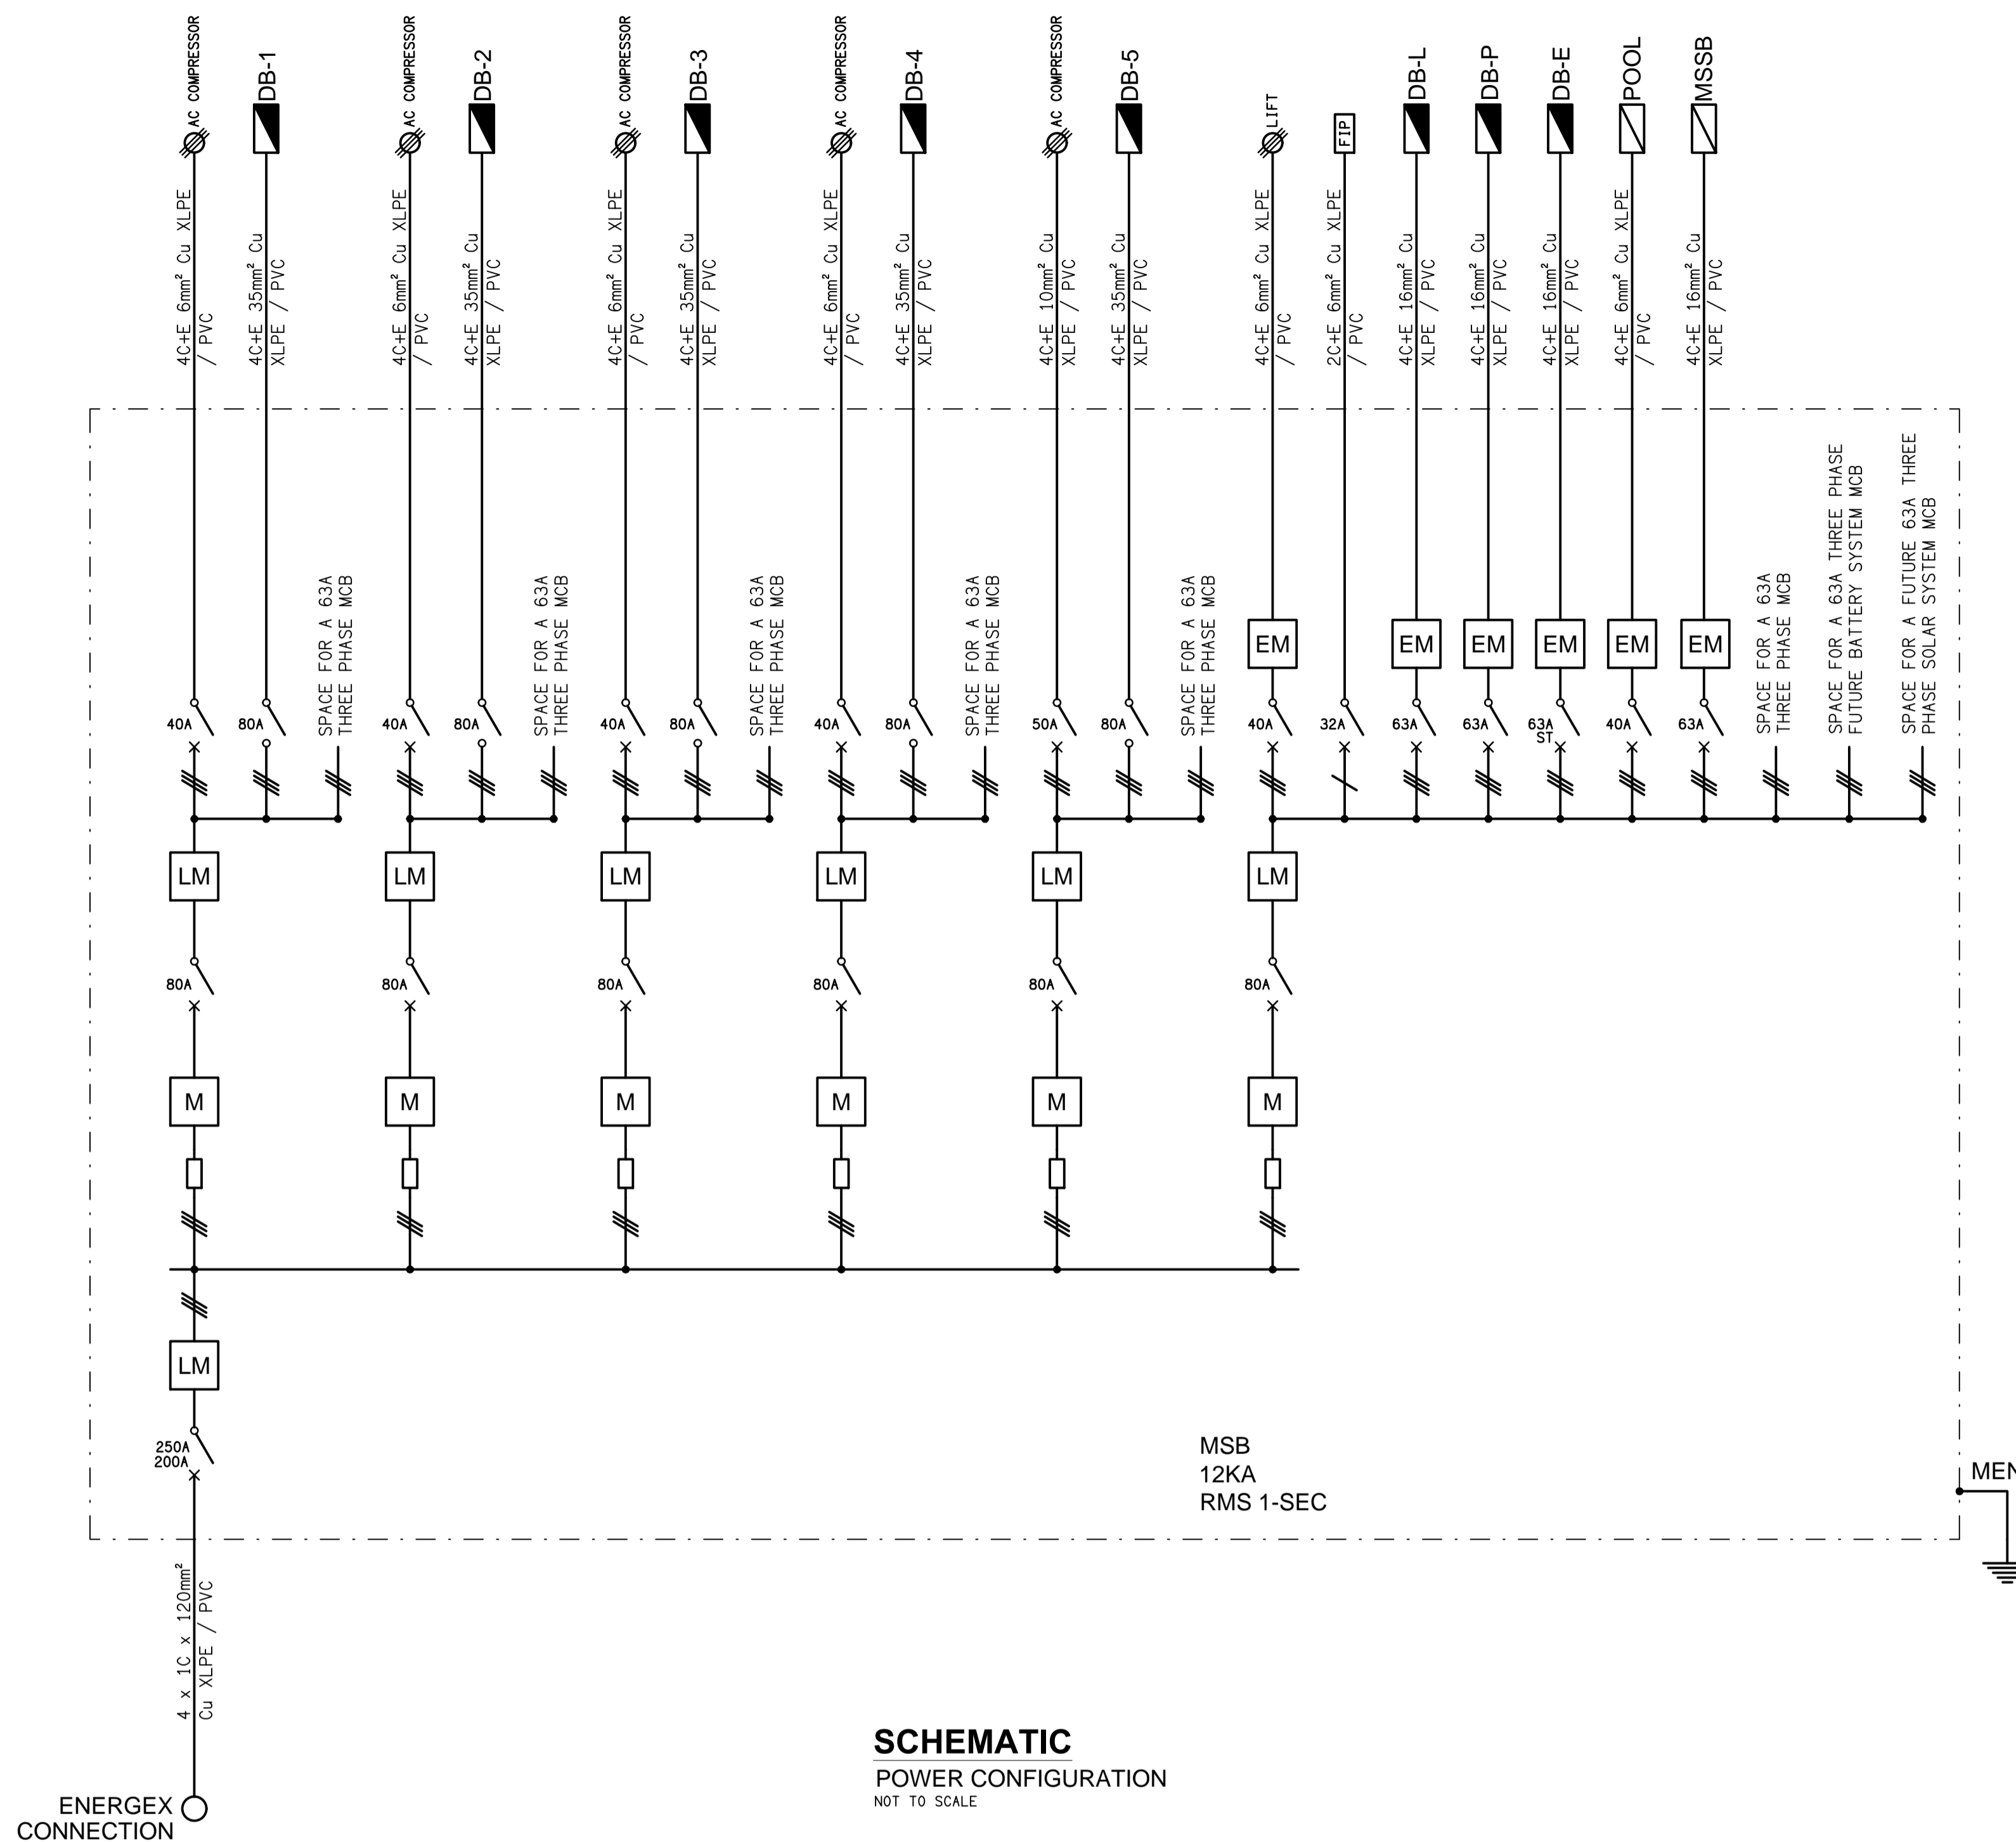 AC COMPRESSOR
DB-1
AC COMPRESSOR
DB-2
AC COMPRESSOR
DB-3
AC COMPRESSOR
DB-4
AC COMPRESSOR
DB-5
LIFT
FIP
DB-L
DB-P
DB-E
POOL
MSSB
4C+E 6mm² Cu XLPE
/ PVC
4C+E 35mm² Cu
XLPE / PVC
4C+E 6mm² Cu XLPE
/ PVC
4C+E 35mm² Cu
XLPE / PVC
4C+E 6mm² Cu XLPE
/ PVC
4C+E 35mm² Cu
XLPE / PVC
4C+E 6mm² Cu XLPE
/ PVC
4C+E 35mm² Cu
XLPE / PVC
4C+E 10mm² Cu
XLPE / PVC
4C+E 35mm² Cu
XLPE / PVC
4C+E 6mm² Cu XLPE
/ PVC
2C+E 6mm² Cu XLPE
/ PVC
4C+E 16mm² Cu
XLPE / PVC
4C+E 16mm² Cu
XLPE / PVC
4C+E 16mm² Cu
XLPE / PVC
4C+E 6mm² Cu XLPE
/ PVC
4C+E 16mm² Cu
XLPE / PVC
EM
EM
EM
EM
EM
EM
40A
80A
SPACE FOR A 63A
THREE PHASE MCB
40A
80A
SPACE FOR A 63A
THREE PHASE MCB
40A
80A
SPACE FOR A 63A
THREE PHASE MCB
40A
80A
SPACE FOR A 63A
THREE PHASE MCB
50A
80A
SPACE FOR A 63A
THREE PHASE MCB
40A
32A
63A
63A
63A
ST
40A
63A
SPACE FOR A 63A
THREE PHASE MCB
SPACE FOR A 63A THREE PHASE
FUTURE BATTERY SYSTEM MCB
SPACE FOR A FUTURE 63A THREE
PHASE SOLAR SYSTEM MCB
LM
LM
LM
LM
LM
LM
80A
80A
80A
80A
80A
80A
M
M
M
M
M
M
LM
250A
200A
MSB
12KA
RMS 1-SEC
MEN
4 x 1C x 120mm²
Cu XLPE / PVC
SCHEMATIC
POWER CONFIGURATION
NOT TO SCALE
ENERGEX
CONNECTION